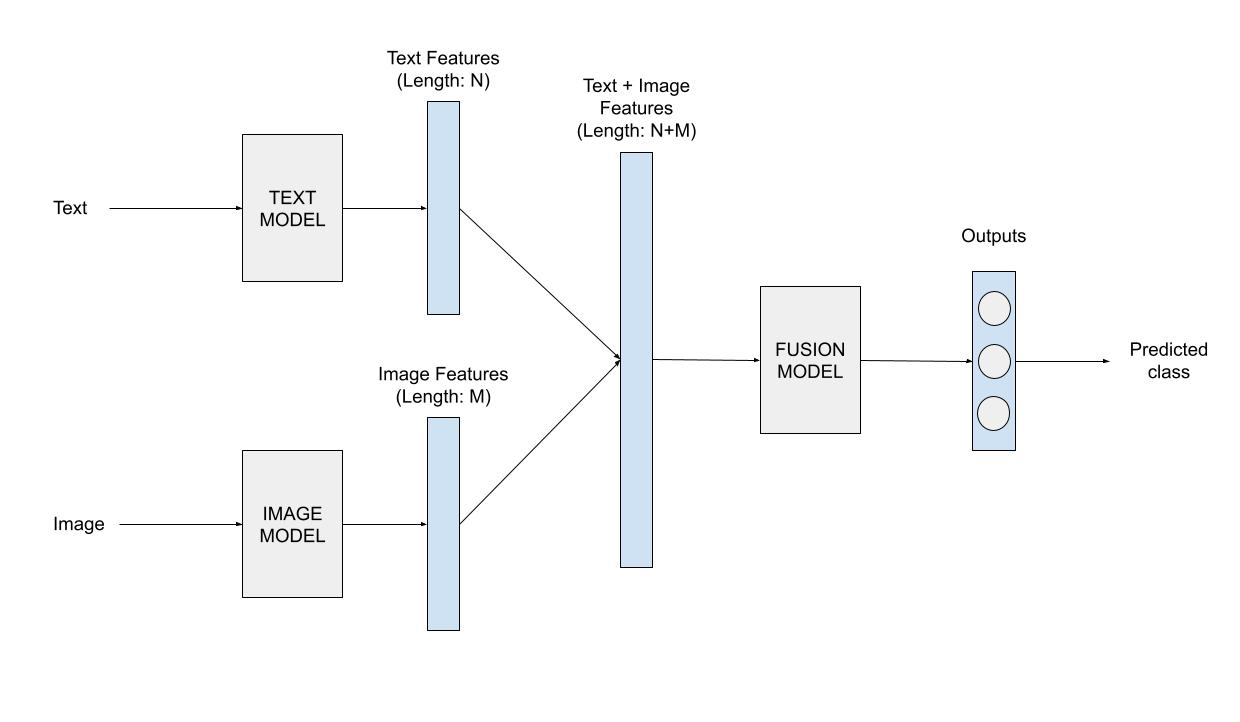 Text Features
(Length: N)
Text + Image
Features
(Length: N+M)
Text
TEXT
MODEL
Outputs
FUSION
MODEL
Predicted
class
Image Features
(Length: M)
Image
IMAGE
MODEL